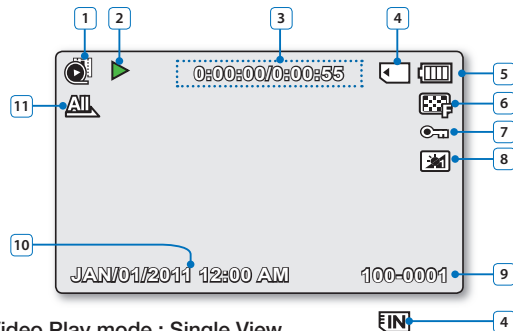 1 2 3 4
0:00:00/0:00:55
5
F 6
11 All 7
8
10
JAN/01/2011 12:00 AM 100-0001 9
Video Play mode : Single View
IN 4